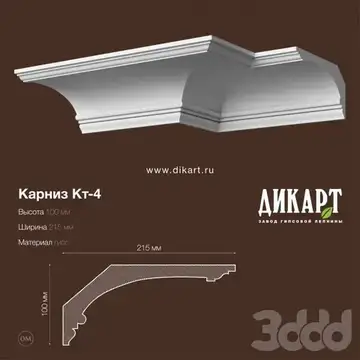 www.dikart.ru
Карниз Кт-4
Высота 100 мм
Ширина 215 мм
Материал гипс
ДИКАРТ
ЗАВОД ГИПСОВОЙ ЛЕПНИНЫ
215 мм
100 мм
3ddd